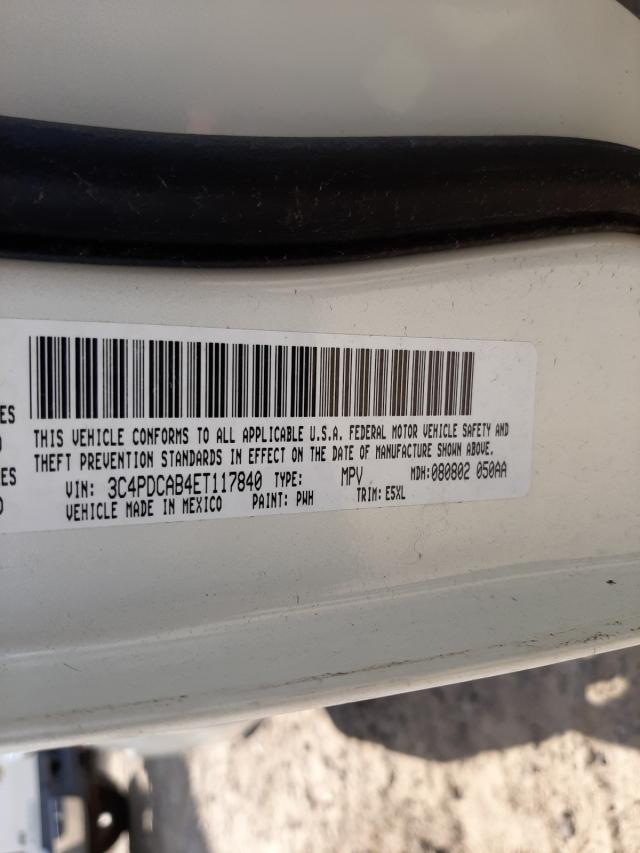 ES
THIS VEHICLE CONFORMS TO ALL APPLICABLE U.S.A. FEDERAL MOTOR VEHICLE SAFETY AND
THEFT PREVENTION STANDARDS IN EFFECT ON THE DATE OF MANUFACTURE SHOWN ABOVE.
ES
VIN: 3C4PDCAB4ET117840 TYPE: MPV MDH: 080802 050AA
VEHICLE MADE IN MEXICO PAINT: PWH TRIM: E5XL